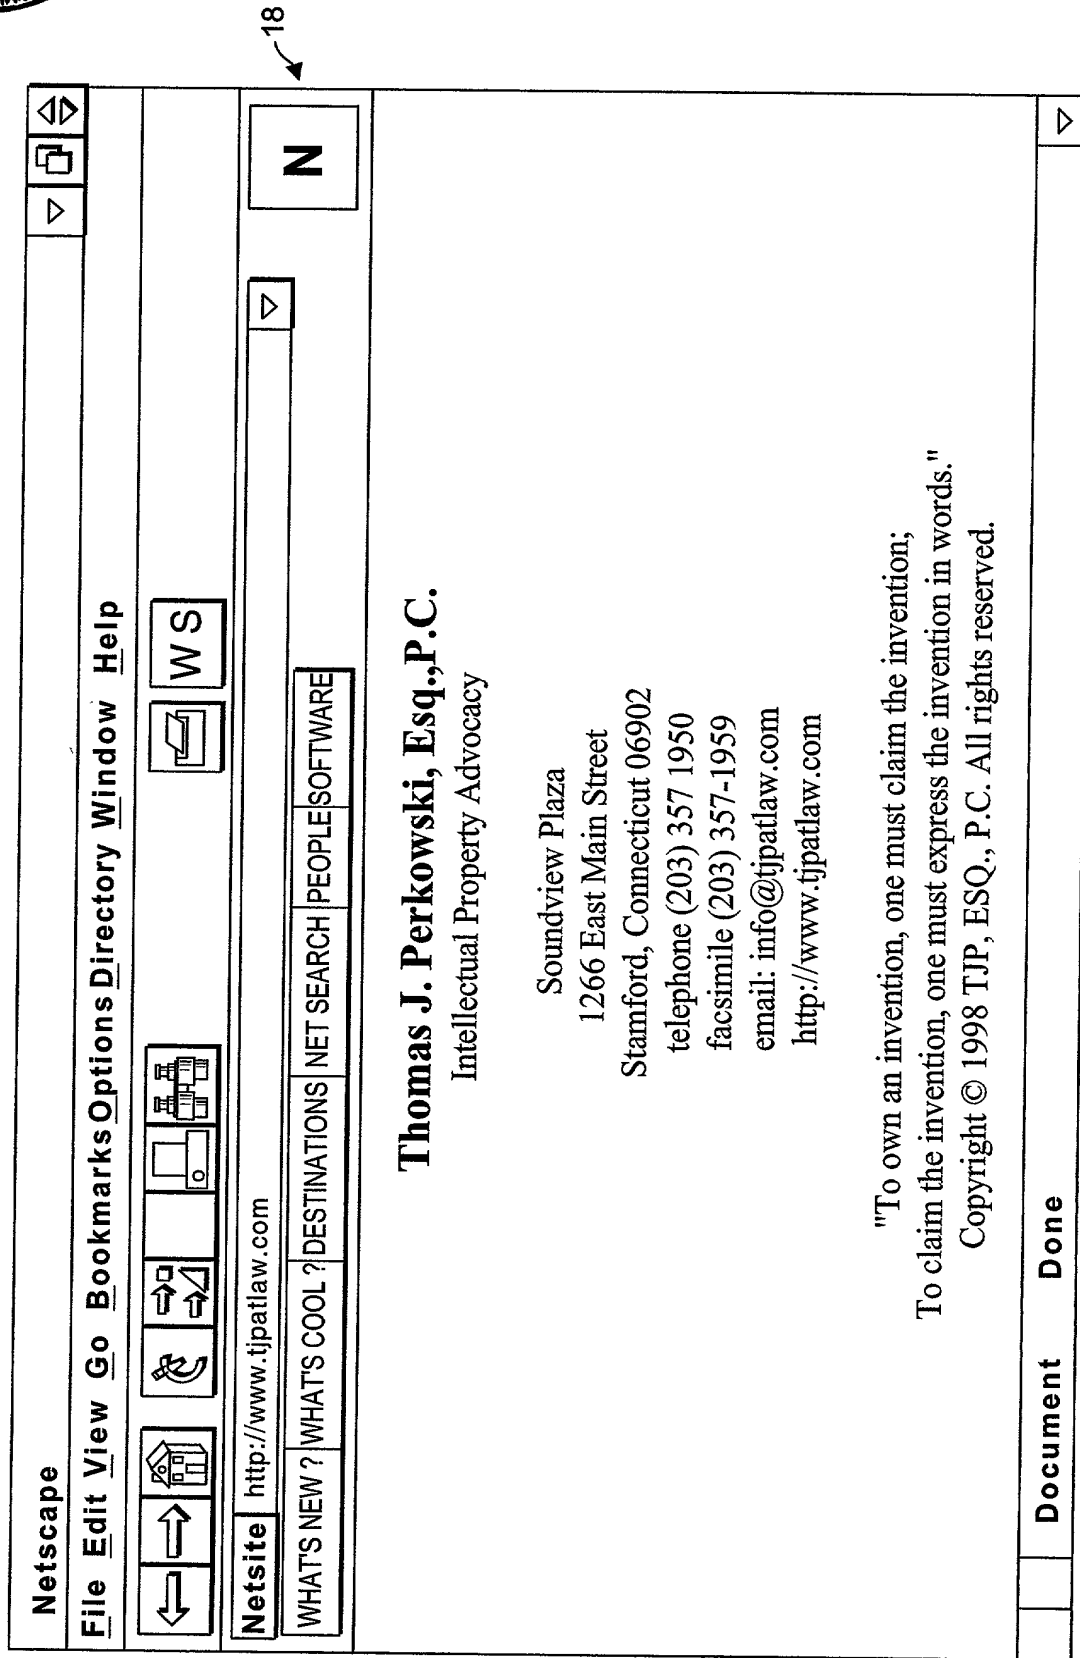 18
Netscape
File Edit View Go Bookmarks Options Directory Window Help
W S
Netsite http://www.tjpatlaw.com
N
WHAT'S NEW ? WHAT'S COOL ? DESTINATIONS NET SEARCH PEOPLE SOFTWARE
Thomas J. Perkowski, Esq.,P.C.
Intellectual Property Advocacy
Soundview Plaza
1266 East Main Street
Stamford, Connecticut 06902
telephone (203) 357 1950
facsimile (203) 357-1959
email: info@tjpatlaw.com
http://www.tjpatlaw.com
"To own an invention, one must claim the invention;
To claim the invention, one must express the invention in words."
Copyright © 1998 TJP, ESQ., P.C. All rights reserved.
Document Done